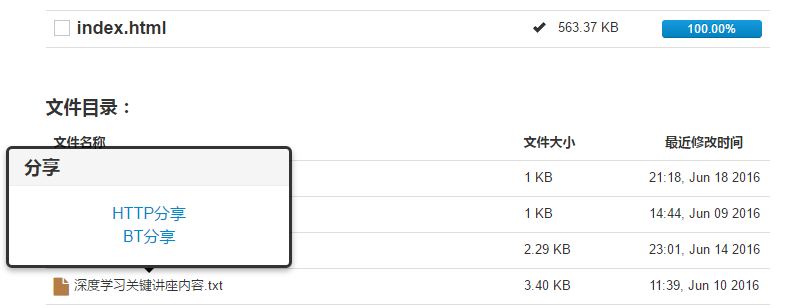 index.html 563.37 KB 100.00%
文件目录：
文件名称 文件大小 最近修改时间
分享
1 KB 21:18, Jun 18 2016
HTTP分享 1 KB 14:44, Jun 09 2016
BT分享
2.29 KB 23:01, Jun 14 2016
深度学习关键讲座内容.txt 3.40 KB 11:39, Jun 10 2016